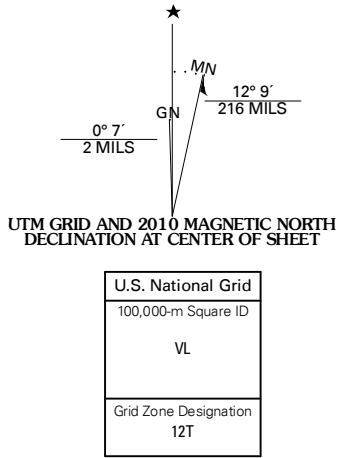 MN
GN
12° 9´
216 MILS
0° 7´
2 MILS
UTM GRID AND 2010 MAGNETIC NORTH
DECLINATION AT CENTER OF SHEET
U.S. National Grid
100,000-m Square ID
VL
Grid Zone Designation
12T